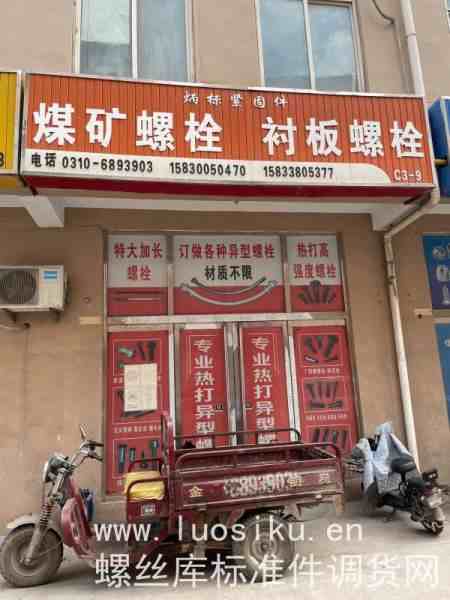 炳标紧固件
煤矿螺栓 衬板螺栓
电话 0310-6893903 15830050470 15833805377 C3-9
特大加长
螺栓
订做各种异型螺栓
材质不限
热打高
强度螺栓
专业热打异型螺
专业热打异型螺
www.luosiku.cn
螺丝库标准件调货网